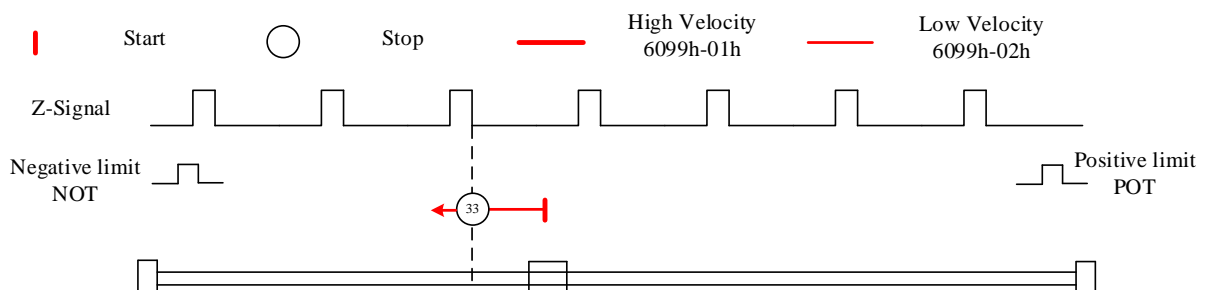 Start
Stop
High Velocity
6099h-01h
Low Velocity
6099h-02h
Z-Signal
Negative limit
NOT
Positive limit
POT
33